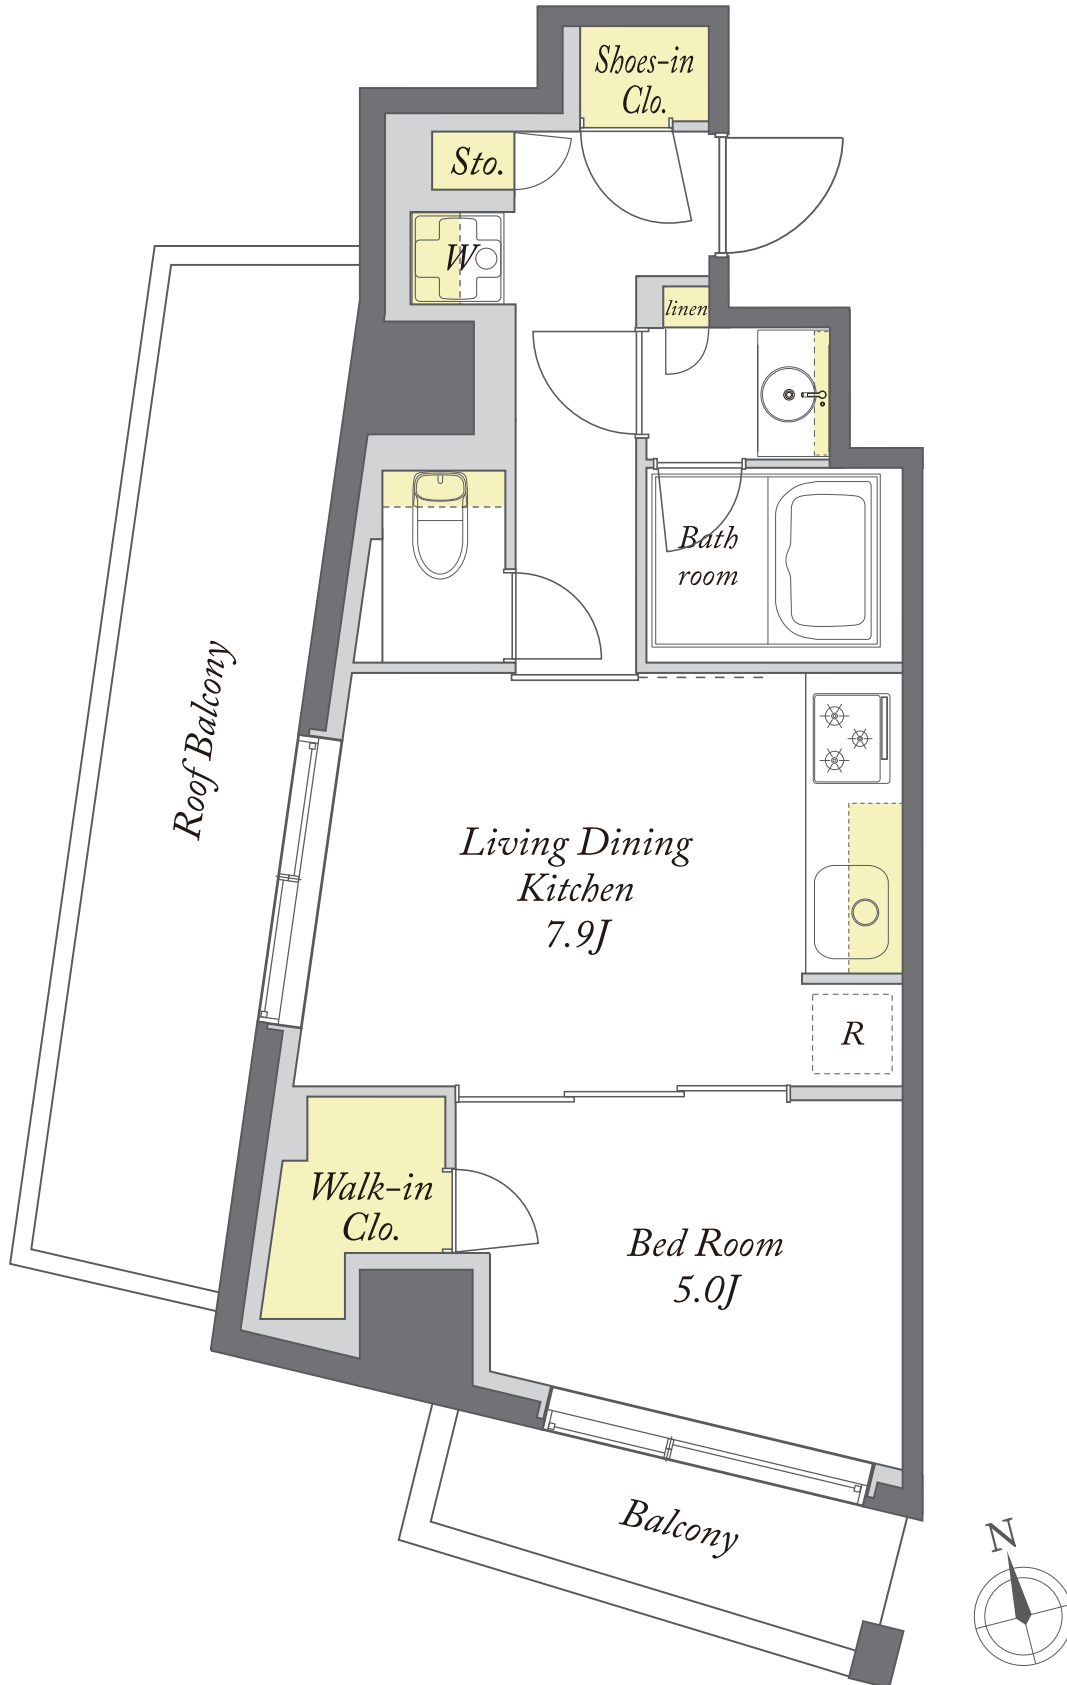 Shoes-in
Clo.
Sto.
W
linen
Bath
room
Roof Balcony
Living Dining
Kitchen
7.9J
R
Walk-in
Clo.
Bed Room
5.0J
Balcony
N